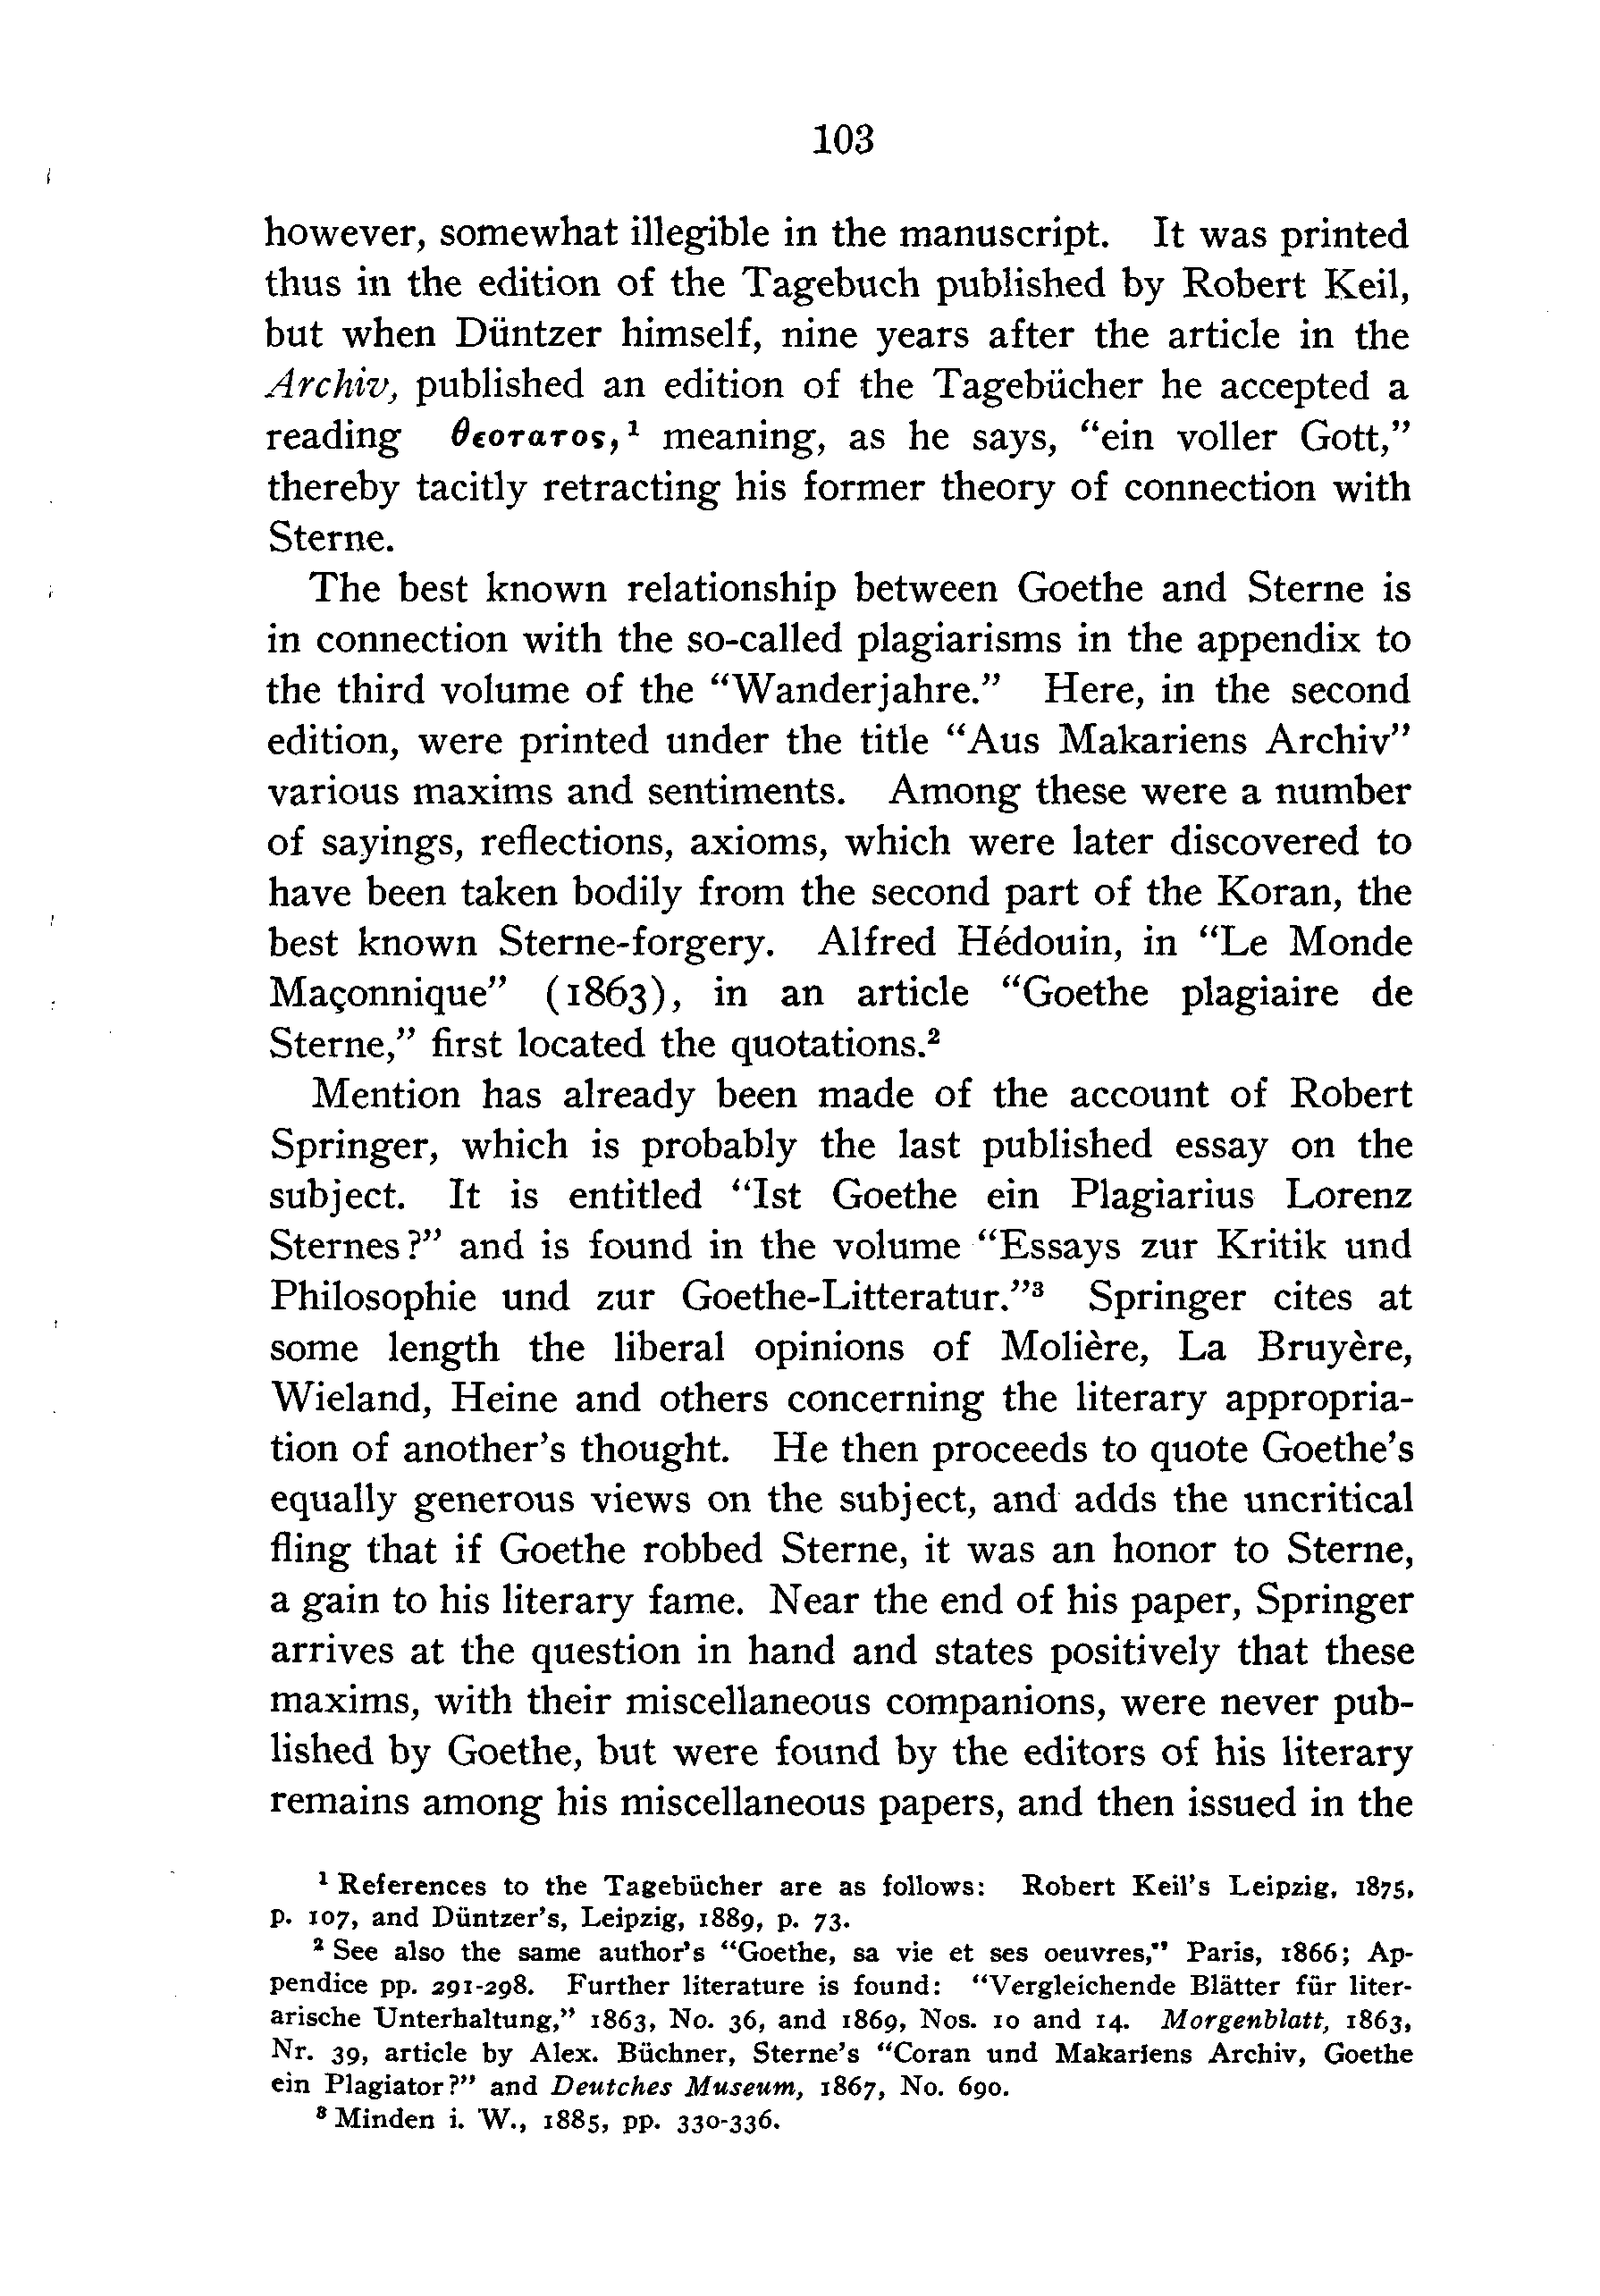 103
however, somewhat illegible in the manuscript. It was printed
thus in the edition of the Tagebuch published by Robert Keil,
but when Düntzer himself, nine years after the article in the
Archiv, published an edition of the Tagebücher he accepted a
reading θεοτατος,¹ meaning, as he says, “ein voller Gott,”
thereby tacitly retracting his former theory of connection with
Sterne.
The best known relationship between Goethe and Sterne is
in connection with the so-called plagiarisms in the appendix to
the third volume of the “Wanderjahre.” Here, in the second
edition, were printed under the title “Aus Makariens Archiv”
various maxims and sentiments. Among these were a number
of sayings, reflections, axioms, which were later discovered to
have been taken bodily from the second part of the Koran, the
best known Sterne-forgery. Alfred Hédouin, in “Le Monde
Maçonnique” (1863), in an article “Goethe plagiaire de
Sterne,” first located the quotations.²
Mention has already been made of the account of Robert
Springer, which is probably the last published essay on the
subject. It is entitled “Ist Goethe ein Plagiarius Lorenz
Sternes?” and is found in the volume “Essays zur Kritik und
Philosophie und zur Goethe-Litteratur.”³ Springer cites at
some length the liberal opinions of Molière, La Bruyère,
Wieland, Heine and others concerning the literary appropria-
tion of another’s thought. He then proceeds to quote Goethe’s
equally generous views on the subject, and adds the uncritical
fling that if Goethe robbed Sterne, it was an honor to Sterne,
a gain to his literary fame. Near the end of his paper, Springer
arrives at the question in hand and states positively that these
maxims, with their miscellaneous companions, were never pub-
lished by Goethe, but were found by the editors of his literary
remains among his miscellaneous papers, and then issued in the
¹ References to the Tagebücher are as follows: Robert Keil’s Leipzig, 1875,
p. 107, and Düntzer’s, Leipzig, 1889, p. 73.
² See also the same author’s “Goethe, sa vie et ses oeuvres,” Paris, 1866; Ap-
pendice pp. 291-298. Further literature is found: “Vergleichende Blätter für liter-
arische Unterhaltung,” 1863, No. 36, and 1869, Nos. 10 and 14. Morgenblatt, 1863,
Nr. 39, article by Alex. Büchner, Sterne’s “Coran und Makariens Archiv, Goethe
ein Plagiator?” and Deutches Museum, 1867, No. 690.
³ Minden i. W., 1885, pp. 330-336.